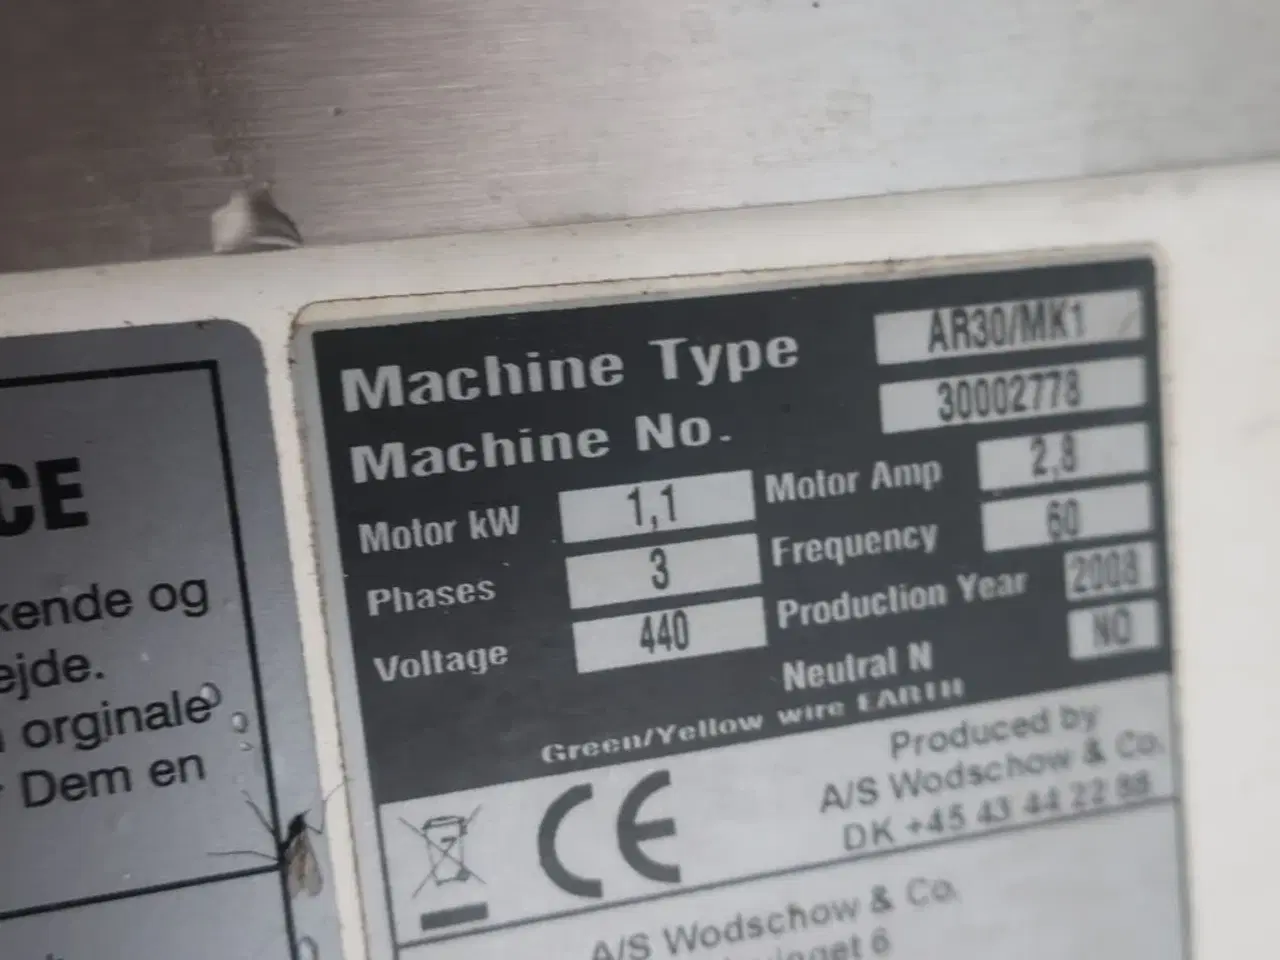 CE
kende og
ejde.
orginale
Dem en
Machine Type AR30/MK1
Machine No. 30002778
Motor kW 1,1 Motor Amp 2,8
Phases 3 Frequency 60
Voltage 440 Production Year 2008
Neutral N NO
Green/Yellow wire EARTH
CE
Produced by
A/S Wodschow & Co.
DK +45 43 44 22 88
A/S Wodschow & Co.
6